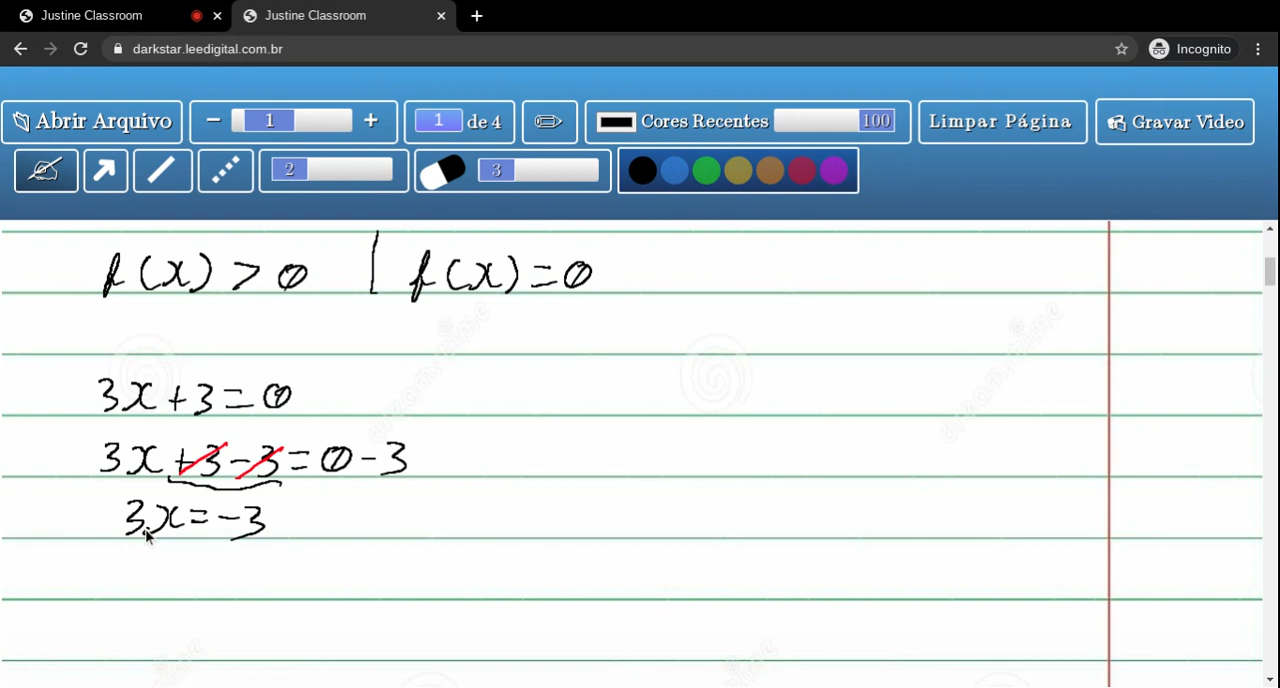 Justine Classroom Justine Classroom
darkstar.leedigital.com.br Incognito
Abrir Arquivo − 1 + 1 de 4 Cores Recentes 100 Limpar Página Gravar Video
2 3
f(x) > 0 | f(x) = 0
3x + 3 = 0
3x + 3 - 3 = 0 - 3
3.x = -3